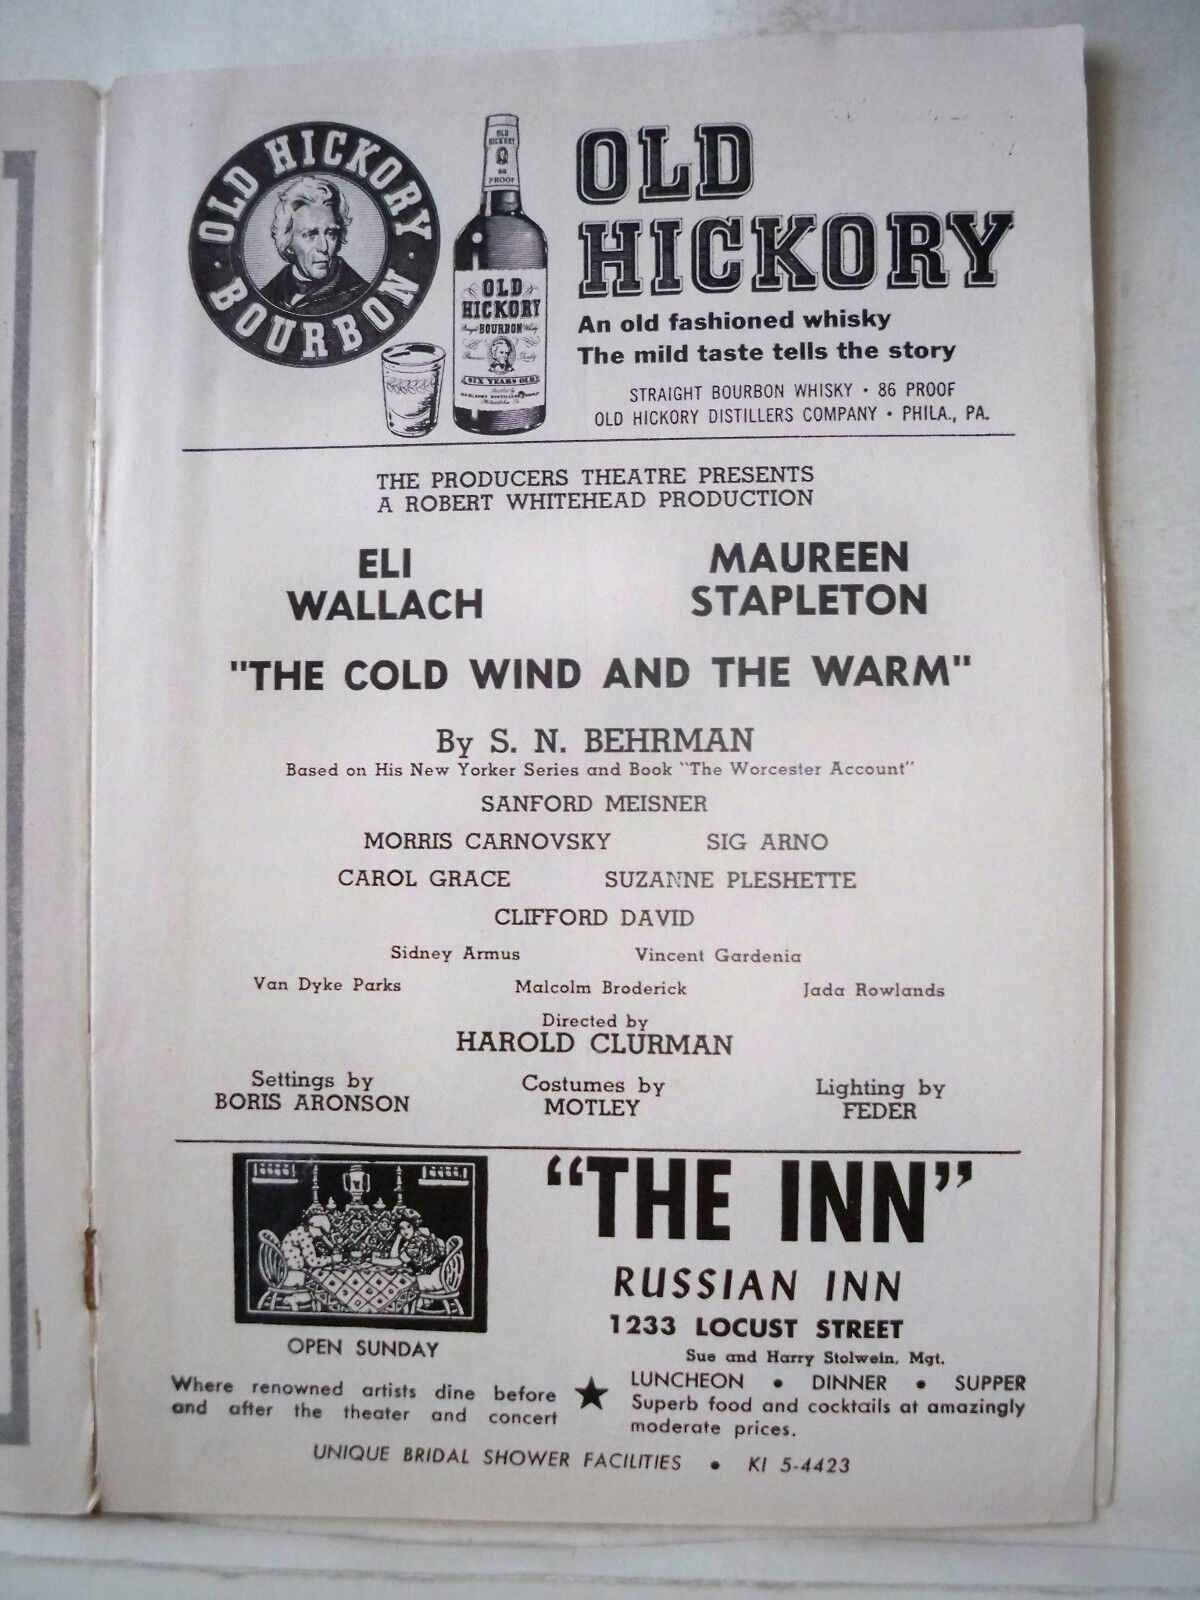 OLD HICKORY
BOURBON
OLD
HICKORY
86
PROOF
OLD
HICKORY
BOURBON
SIX YEARS OLD
OLD
HICKORY
An old fashioned whisky
The mild taste tells the story
STRAIGHT BOURBON WHISKY • 86 PROOF
OLD HICKORY DISTILLERS COMPANY • PHILA., PA.
THE PRODUCERS THEATRE PRESENTS
A ROBERT WHITEHEAD PRODUCTION
ELI MAUREEN
WALLACH STAPLETON
"THE COLD WIND AND THE WARM"
By S. N. BEHRMAN
Based on His New Yorker Series and Book "The Worcester Account"
SANFORD MEISNER
MORRIS CARNOVSKY SIG ARNO
CAROL GRACE SUZANNE PLESHETTE
CLIFFORD DAVID
Sidney Armus Vincent Gardenia
Van Dyke Parks Malcolm Broderick Jada Rowlands
Directed by
HAROLD CLURMAN
Settings by Costumes by Lighting by
BORIS ARONSON MOTLEY FEDER
"THE INN"
RUSSIAN INN
1233 LOCUST STREET
Sue and Harry Stolwein, Mgt.
OPEN SUNDAY
Where renowned artists dine before
and after the theater and concert
★
LUNCHEON • DINNER • SUPPER
Superb food and cocktails at amazingly
moderate prices.
UNIQUE BRIDAL SHOWER FACILITIES • KI 5-4423